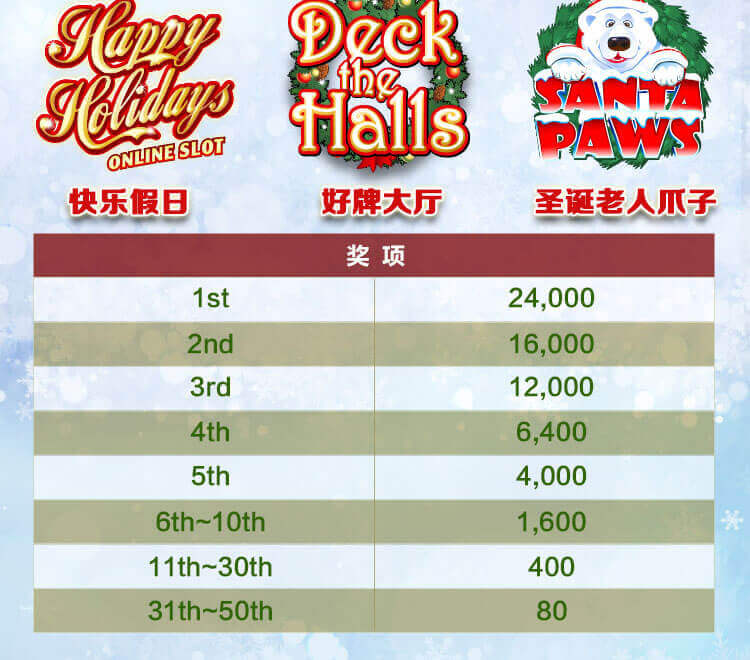 Happy
Holidays
ONLINE SLOT
Deck
the
Halls
SANTA
PAWS
快乐假日
好牌大厅
圣诞老人爪子
奖 项
1st 24,000
2nd 16,000
3rd 12,000
4th 6,400
5th 4,000
6th~10th 1,600
11th~30th 400
31th~50th 80